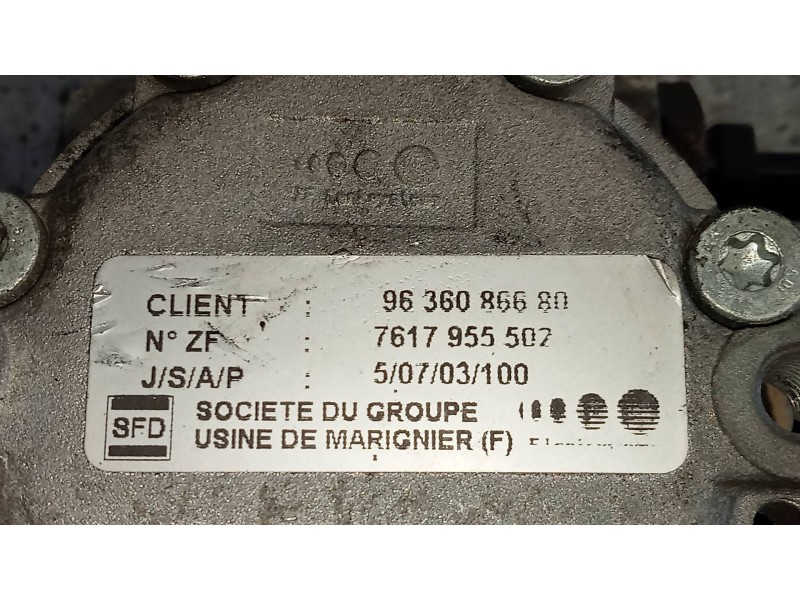 CLIENT : 96 360 866 80
N° ZF : 7617 955 502
J/S/A/P : 5/07/03/100
SFD SOCIETE DU GROUPE
USINE DE MARIGNIER (F)